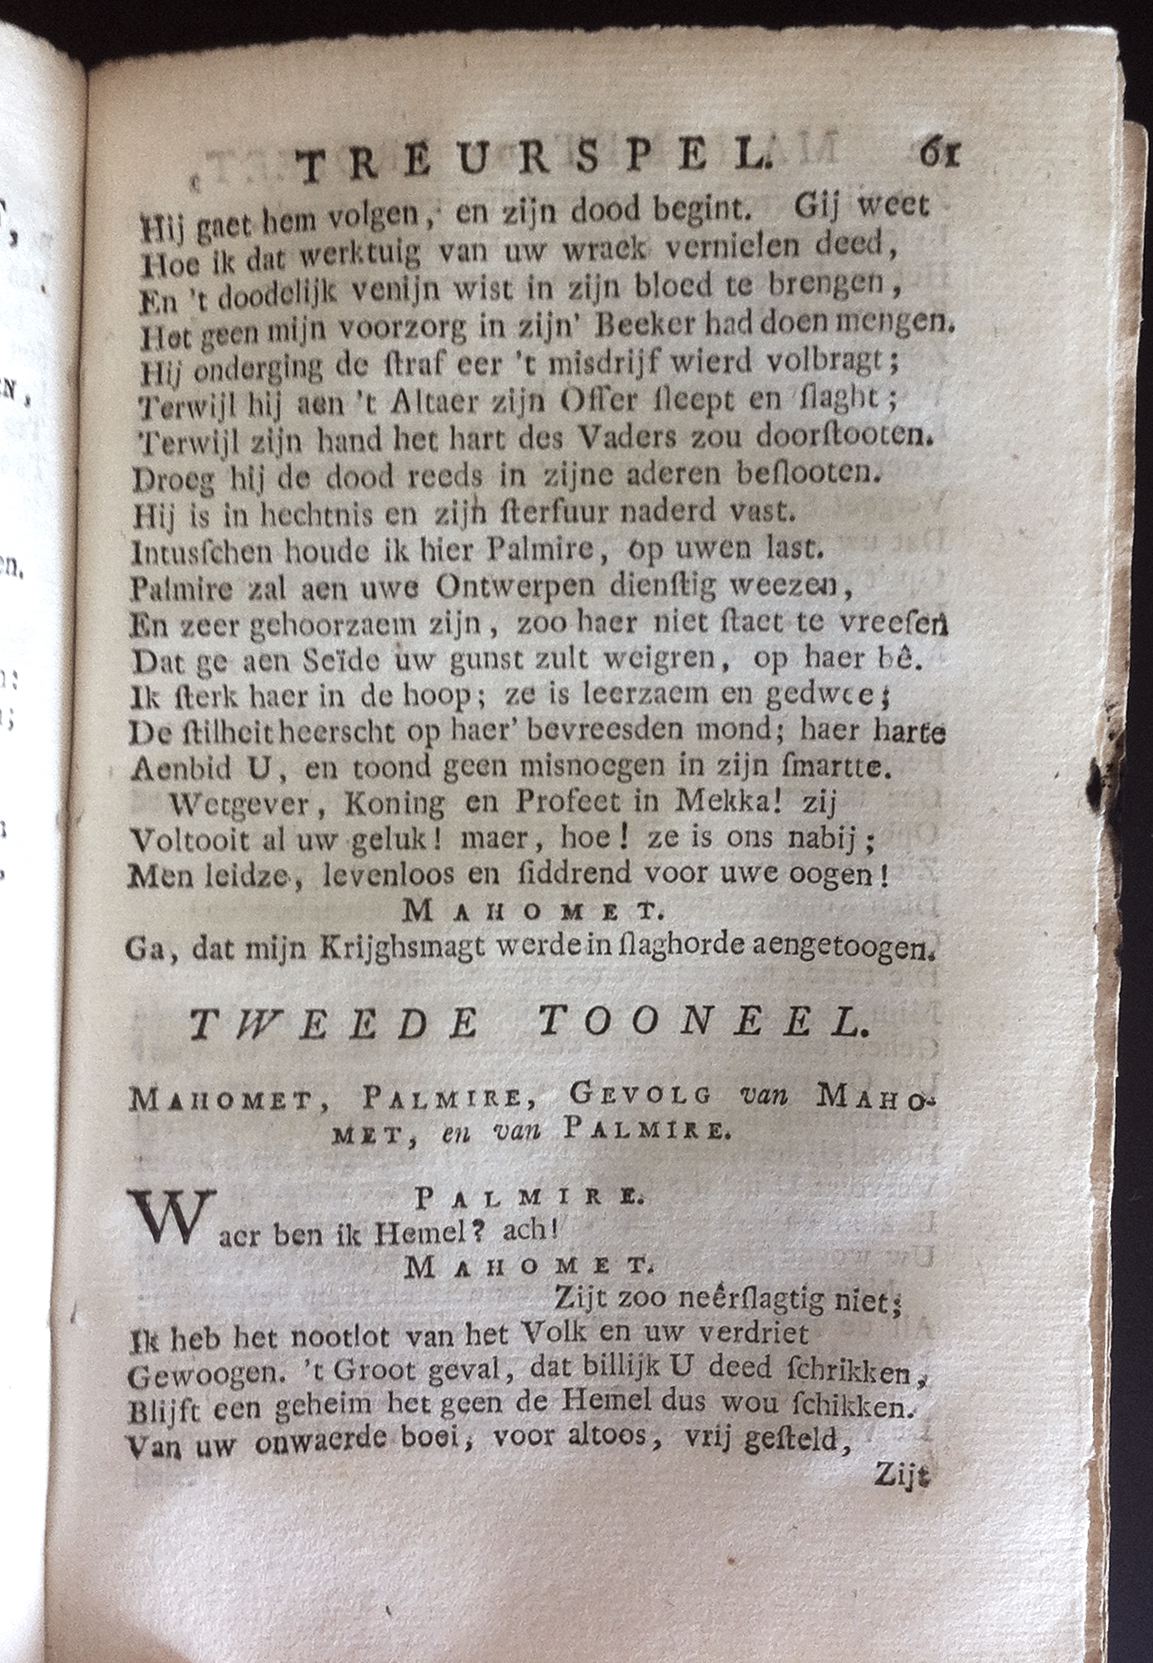 TREURSPEL. 61
Hij gaet hem volgen, en zijn dood begint. Gij weet
Hoe ik dat werktuig van uw wraek vernielen deed,
En 't doodelijk venijn wist in zijn bloed te brengen,
Het geen mijn voorzorg in zijn' Beeker had doen mengen.
Hij onderging de ſtraf eer 't misdrijf wierd volbragt;
Terwijl hij aen 't Altaer zijn Offer ſleept en ſlaght;
Terwijl zijn hand het hart des Vaders zou doorſtooten.
Droeg hij de dood reeds in zijne aderen beſlooten.
Hij is in hechtnis en zijn ſterfuur naderd vast.
Intusſchen houde ik hier Palmire, op uwen last.
Palmire zal aen uwe Ontwerpen dienſtig weezen,
En zeer gehoorzaem zijn, zoo haer niet ſtaet te vreeſen
Dat ge aen Seïde uw gunst zult weigren, op haer bê.
Ik ſterk haer in de hoop; ze is leerzaem en gedwee;
De ſtilheit heerscht op haer' bevreesden mond; haer harte
Aenbid U, en toond geen misnoegen in zijn ſmartte.
Wetgever, Koning en Profeet in Mekka! zij
Voltooit al uw geluk! maer, hoe! ze is ons nabij;
Men leidze, levenloos en ſiddrend voor uwe oogen!
MAHOMET.
Ga, dat mijn Krijghsmagt werde in ſlaghorde aengetoogen.
TWEEDE TOONEEL.
MAHOMET, PALMIRE, GEVOLG van MAHO-
MET, en van PALMIRE.
PALMIRE.
Waer ben ik Hemel? ach!
MAHOMET.
Zijt zoo neêrſlagtig niet;
Ik heb het nootlot van het Volk en uw verdriet
Gewoogen. 't Groot geval, dat billijk U deed ſchrikken,
Blijft een geheim het geen de Hemel dus wou ſchikken.
Van uw onwaerde boei, voor altoos, vrij geſteld,
Zijt